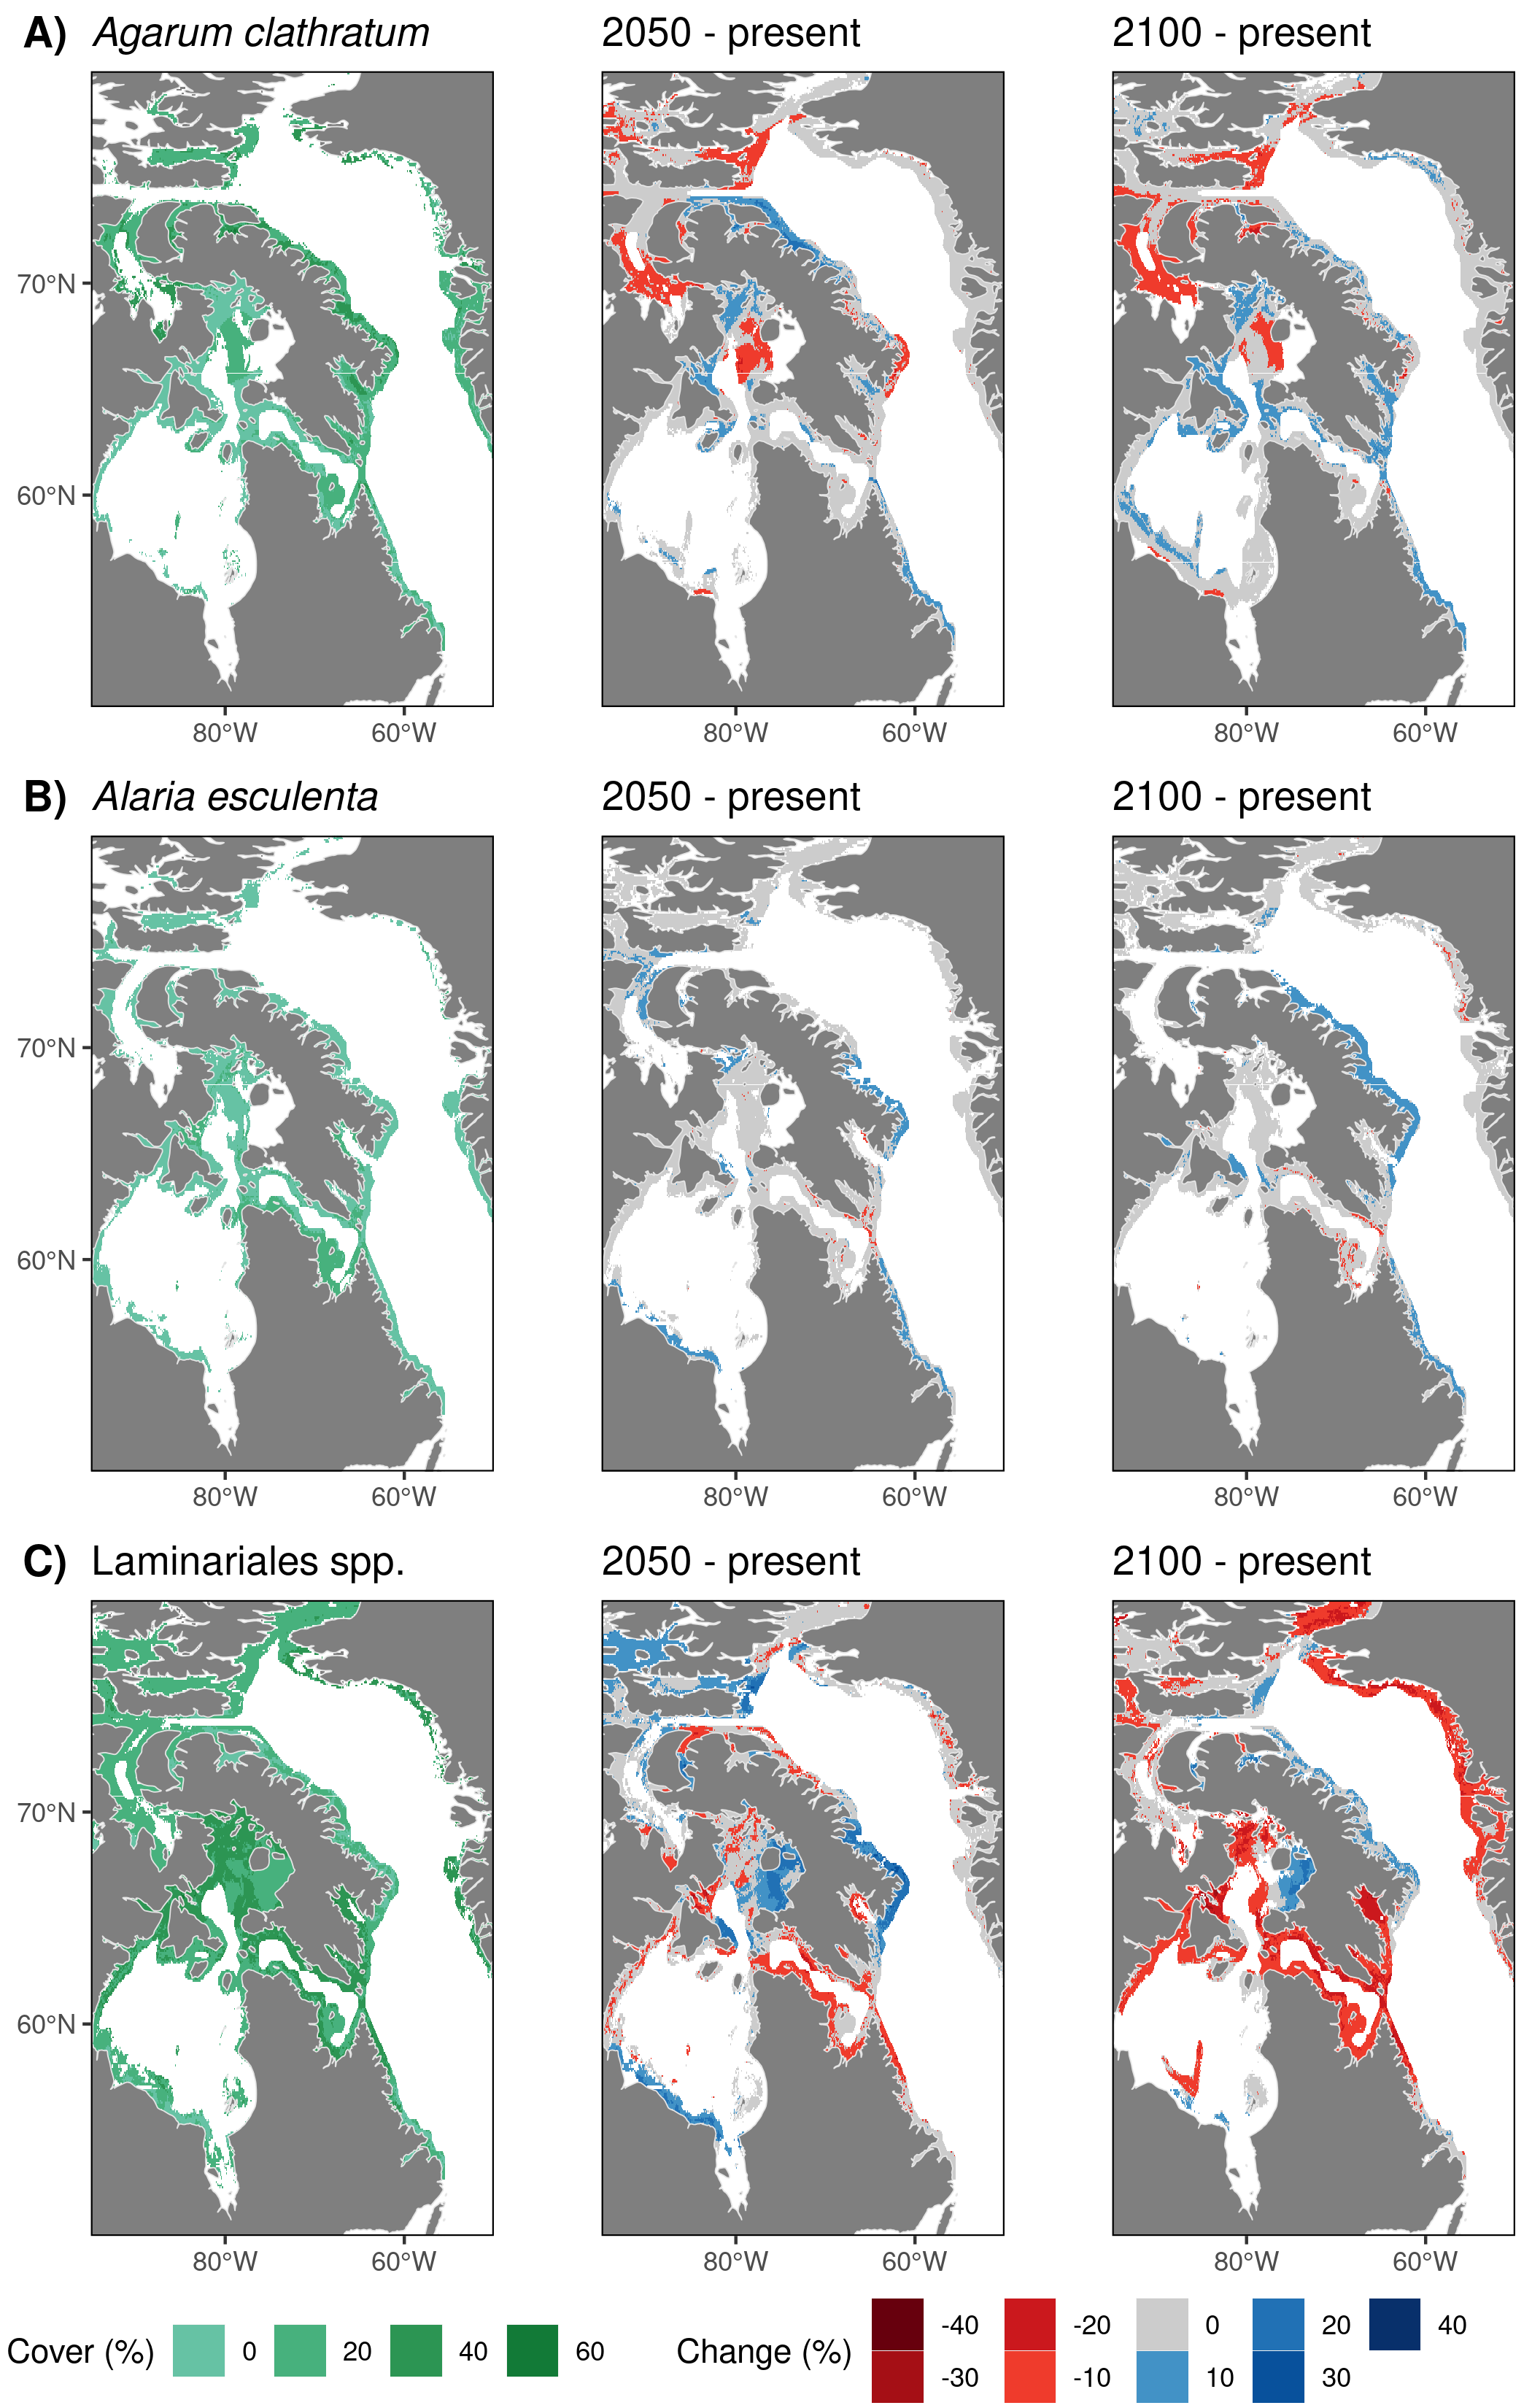 A) Agarum clathratum 2050 - present 2100 - present
70°N
60°N
80°W 60°W 80°W 60°W 80°W 60°W
B) Alaria esculenta 2050 - present 2100 - present
70°N
60°N
80°W 60°W 80°W 60°W 80°W 60°W
C) Laminariales spp. 2050 - present 2100 - present
70°N
60°N
80°W 60°W 80°W 60°W 80°W 60°W
Cover (%) 0 20 40 60
Change (%) -40 -20 0 20 40
-30 -10 10 30